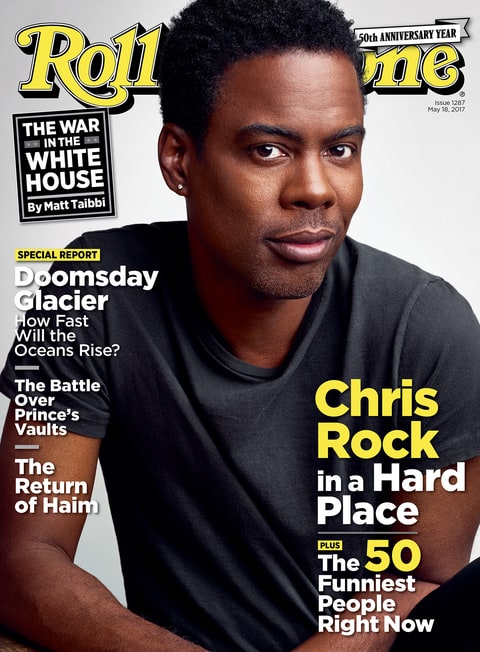 Roll one
50th ANNIVERSARY YEAR
®
Issue 1287
May 18, 2017
THE WAR
IN THE
WHITE
HOUSE
By Matt Taibbi
SPECIAL REPORT
Doomsday
Glacier
How Fast
Will the
Oceans Rise?
The Battle
Over
Prince's
Vaults
The
Return
of Haim
Chris
Rock
in a Hard
Place
PLUS
The 50
Funniest
People
Right Now